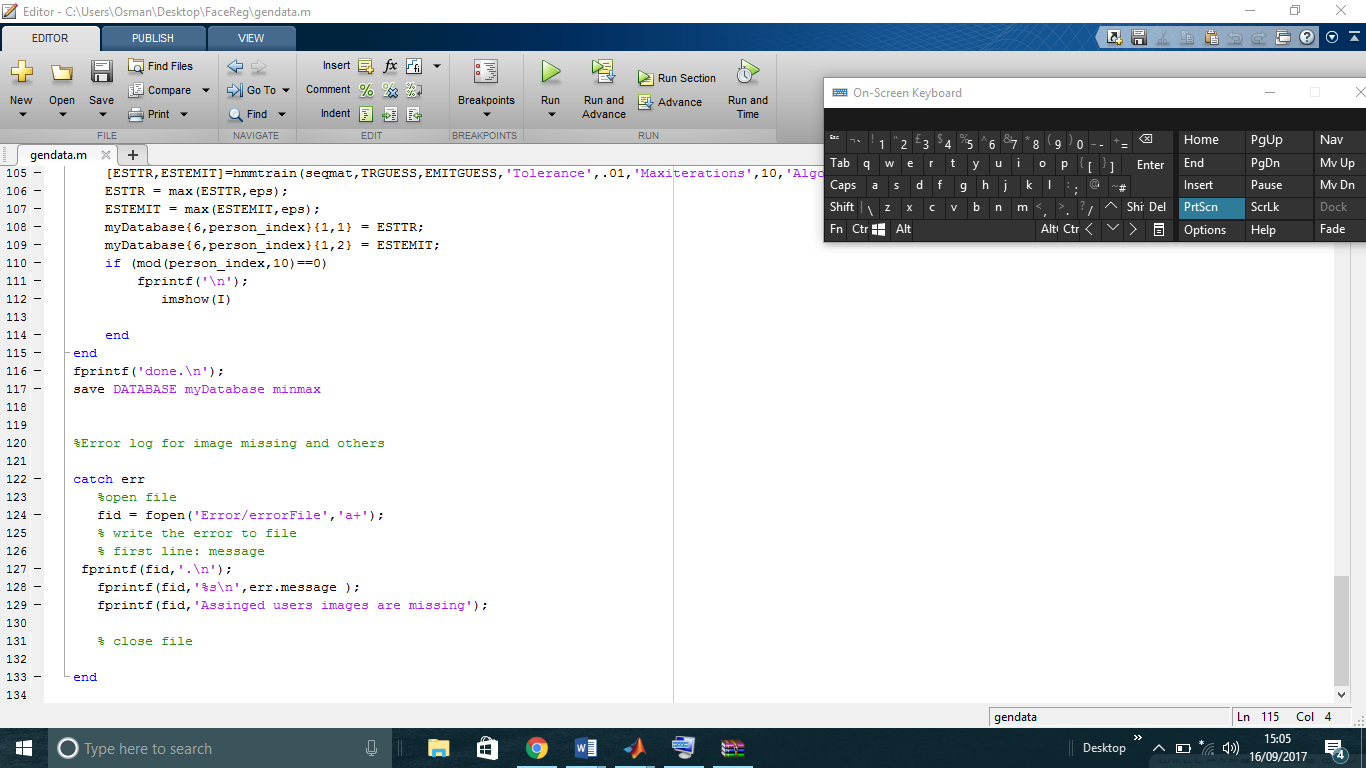 Editor - C:\Users\Osman\Desktop\FaceReg\gendata.m
EDITOR PUBLISH VIEW
New Open Save Find Files Compare Print
FILE
Go To Find
NAVIGATE
Insert fx
Comment
Indent
EDIT
Breakpoints
BREAKPOINTS
Run Run and Advance Run Section Advance Run and Time
RUN
gendata.m
105 [ESTTR,ESTEMIT]=hmmtrain(seqmat,TRGUESS,EMITGUESS,'Tolerance',.01,'Maxiterations',10,'Algo
106 ESTTR = max(ESTTR,eps);
107 ESTEMIT = max(ESTEMIT,eps);
108 myDatabase{6,person_index}{1,1} = ESTTR;
109 myDatabase{6,person_index}{1,2} = ESTEMIT;
110 if (mod(person_index,10)==0)
111 fprintf('\n');
112 imshow(I)
113
114 end
115 end
116 fprintf('done.\n');
117 save DATABASE myDatabase minmax
118
119
120 %Error log for image missing and others
121
122 catch err
123 %open file
124 fid = fopen('Error/errorFile','a+');
125 % write the error to file
126 % first line: message
127 fprintf(fid,'.\n');
128 fprintf(fid,'%s\n',err.message );
129 fprintf(fid,'Assinged users images are missing');
130
131 % close file
132
133 end
134
On-Screen Keyboard
Esc ¬ ` ! 1 " 2 £ 3 $ 4 % 5 ^ 6 & 7 * 8 ( 9 ) 0 _ - + = Home PgUp Nav
Tab q w e r t y u i o p { [ } ] Enter End PgDn Mv Up
Caps a s d f g h j k l : ; @ ' ~ # Insert Pause Mv Dn
Shift | \ z x c v b n m < , > . ? / Shi Del PrtScn ScrLk Dock
Fn Ctr Alt Alt Ctr Options Help Fade
gendata Ln 115 Col 4
Type here to search
Desktop 15:05
16/09/2017
4